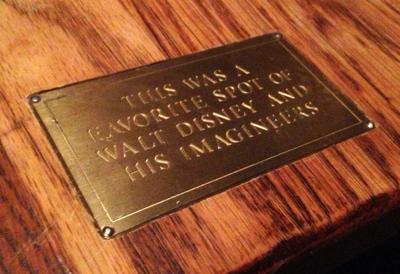 THIS WAS A
FAVORITE SPOT OF
WALT DISNEY AND
HIS IMAGINEERS